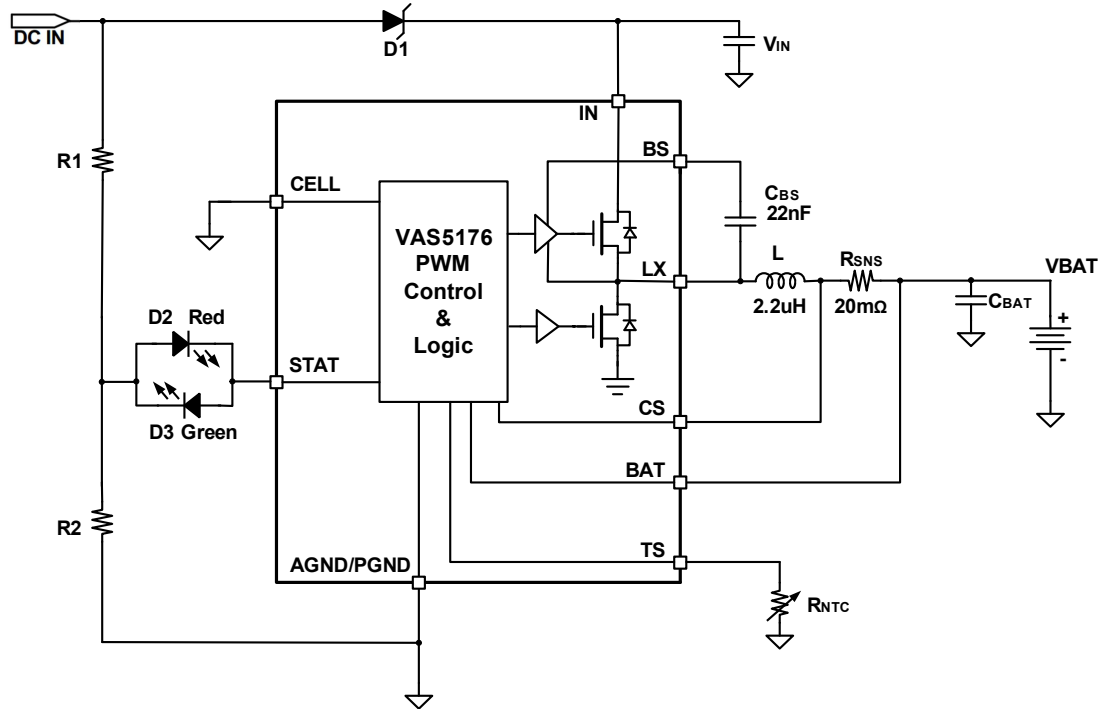 DC IN
D1
VIN
IN
R1
BS
CELL
CBS
22nF
VAS5176
PWM
Control
&
Logic
LX
L
2.2uH
RSNS
20mΩ
VBAT
CBAT
+
-
D2 Red
STAT
D3 Green
CS
BAT
R2
TS
AGND/PGND
RNTC